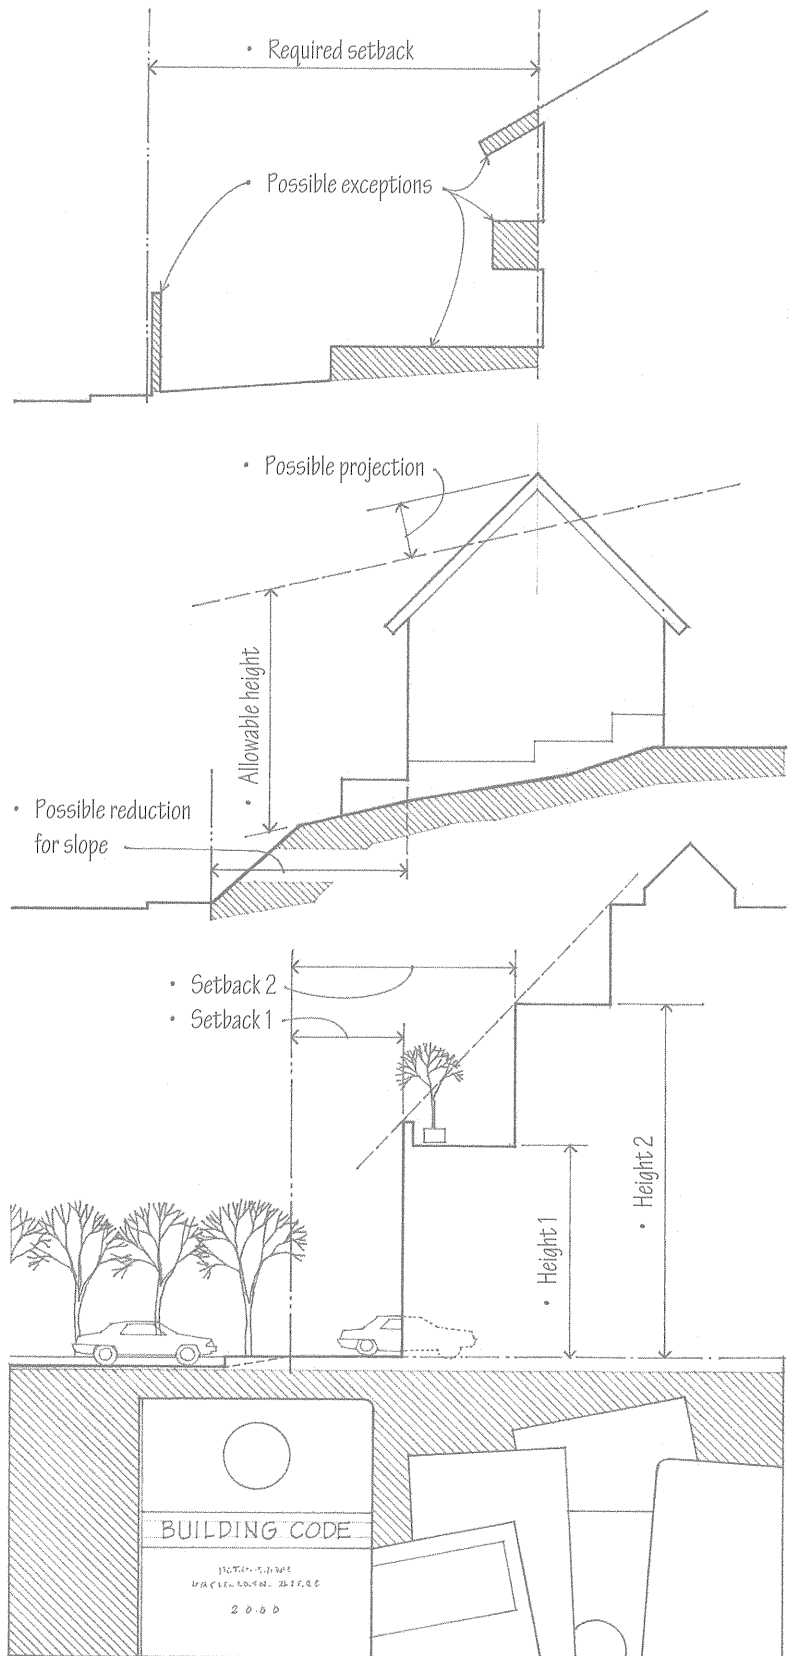 • Required setback
• Possible exceptions
• Possible projection
• Allowable height
• Possible reduction
for slope
• Setback 2
• Setback 1
• Height 2
• Height 1
BUILDING CODE
2000